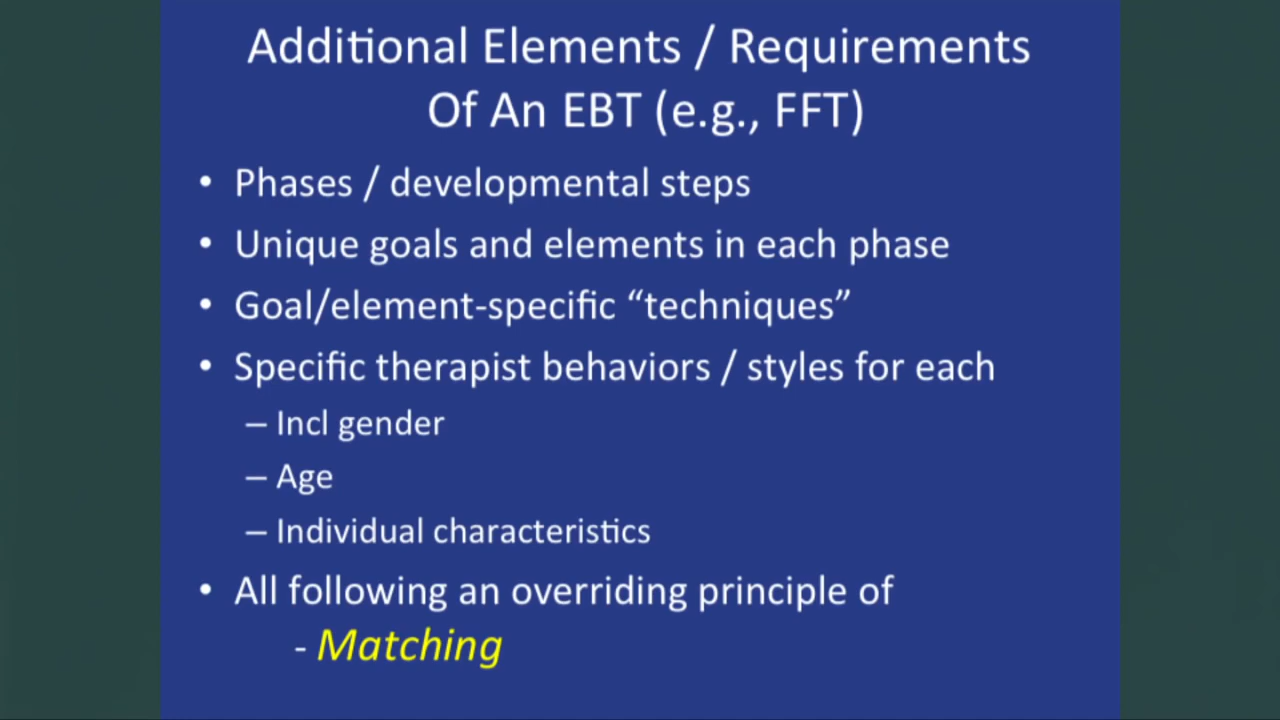 Additional Elements / Requirements
Of An EBT (e.g., FFT)
• Phases / developmental steps
• Unique goals and elements in each phase
• Goal/element-specific “techniques”
• Specific therapist behaviors / styles for each
– Incl gender
– Age
– Individual characteristics
• All following an overriding principle of
- Matching